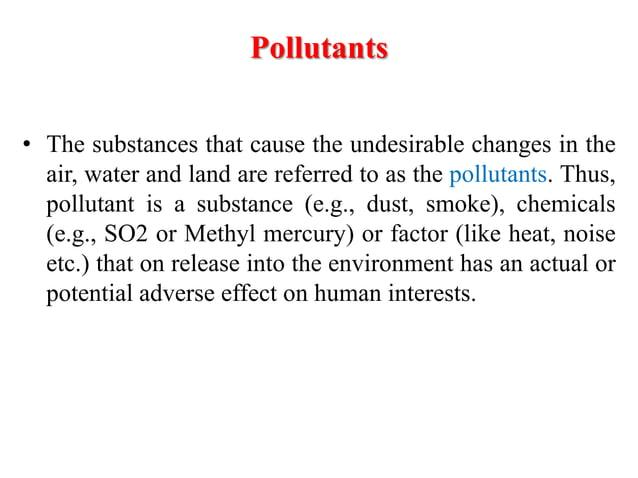 Pollutants
• The substances that cause the undesirable changes in the
air, water and land are referred to as the pollutants. Thus,
pollutant is a substance (e.g., dust, smoke), chemicals
(e.g., SO2 or Methyl mercury) or factor (like heat, noise
etc.) that on release into the environment has an actual or
potential adverse effect on human interests.